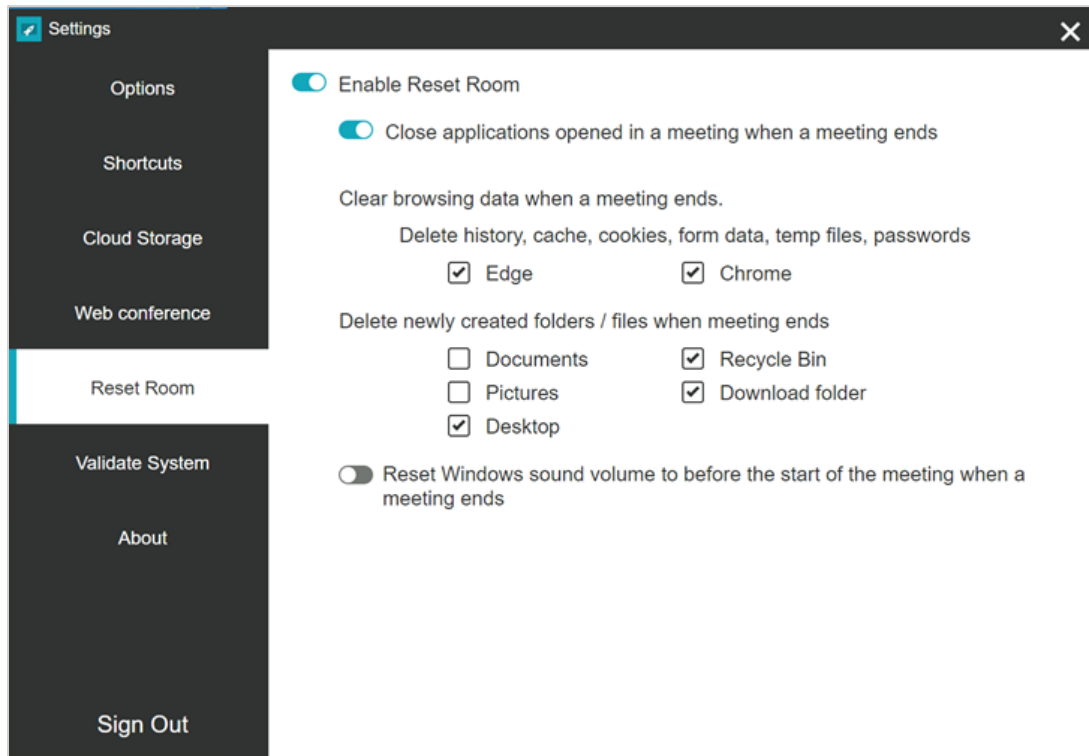 Settings
Options
Shortcuts
Cloud Storage
Web conference
Reset Room
Validate System
About
Sign Out
Enable Reset Room
Close applications opened in a meeting when a meeting ends
Clear browsing data when a meeting ends.
Delete history, cache, cookies, form data, temp files, passwords
Edge
Chrome
Delete newly created folders / files when meeting ends
Documents
Recycle Bin
Pictures
Download folder
Desktop
Reset Windows sound volume to before the start of the meeting when a
meeting ends